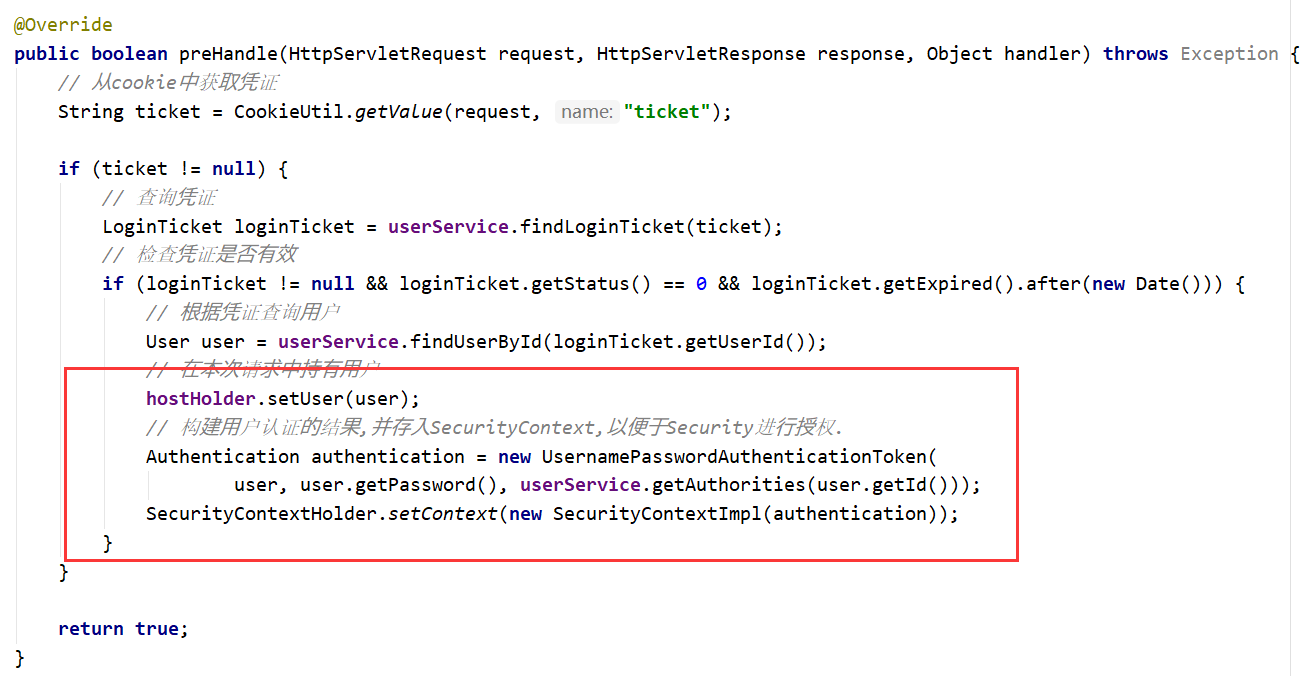 @Override
public boolean preHandle(HttpServletRequest request, HttpServletResponse response, Object handler) throws Exception {
// 从cookie中获取凭证
String ticket = CookieUtil.getValue(request, name: "ticket");
if (ticket != null) {
// 查询凭证
LoginTicket loginTicket = userService.findLoginTicket(ticket);
// 检查凭证是否有效
if (loginTicket != null && loginTicket.getStatus() == 0 && loginTicket.getExpired().after(new Date())) {
// 根据凭证查询用户
User user = userService.findUserById(loginTicket.getUserId());
// 在本次请求中持有用户
hostHolder.setUser(user);
// 构建用户认证的结果,并存入SecurityContext,以便于Security进行授权.
Authentication authentication = new UsernamePasswordAuthenticationToken(
user, user.getPassword(), userService.getAuthorities(user.getId()));
SecurityContextHolder.setContext(new SecurityContextImpl(authentication));
}
}
return true;
}